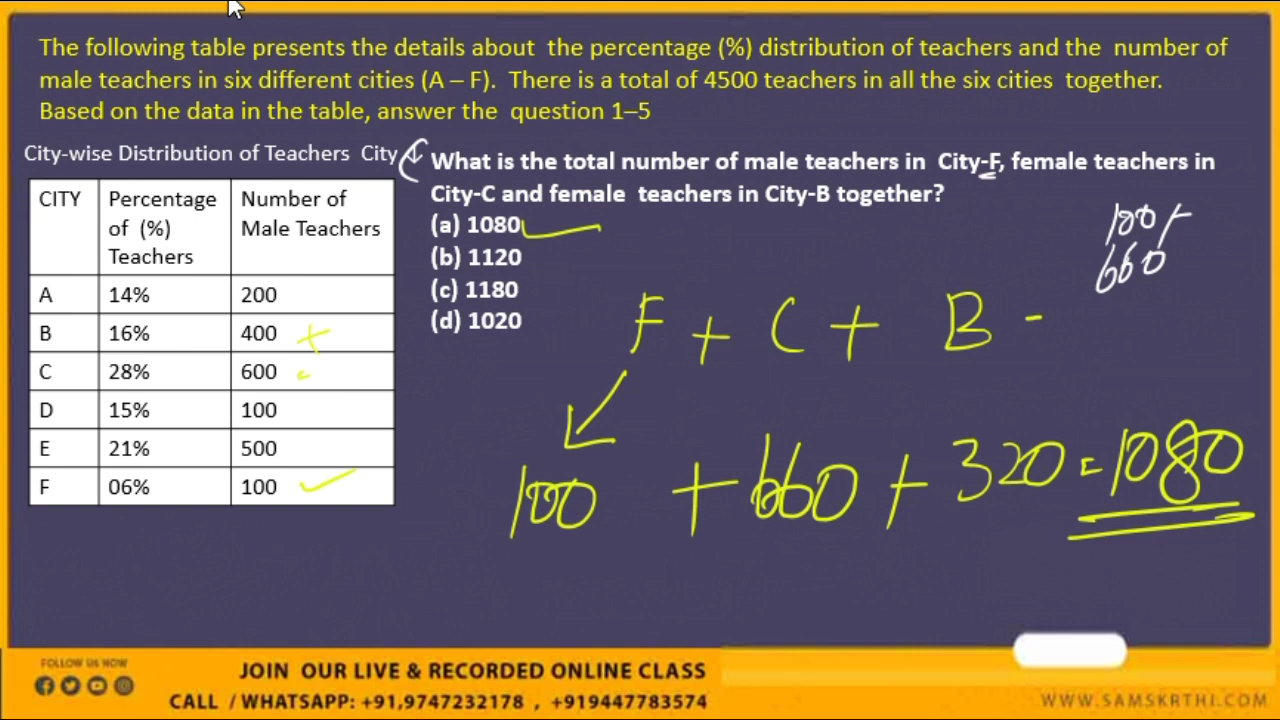 The following table presents the details about the percentage (%) distribution of teachers and the number of
male teachers in six different cities (A – F). There is a total of 4500 teachers in all the six cities together.
Based on the data in the table, answer the question 1–5
City-wise Distribution of Teachers City
CITY Percentage of (%) Teachers Number of Male Teachers
A 14% 200
B 16% 400
C 28% 600
D 15% 100
E 21% 500
F 06% 100
What is the total number of male teachers in City-F, female teachers in
City-C and female teachers in City-B together?
(a) 1080
(b) 1120
(c) 1180
(d) 1020
100 +
660
F + C + B -
100 + 660 + 320 = 1080
FOLLOW US NOW
JOIN OUR LIVE & RECORDED ONLINE CLASS
CALL / WHATSAPP: +91,9747232178 , +919447783574
WWW.SAMSKRTHI.COM